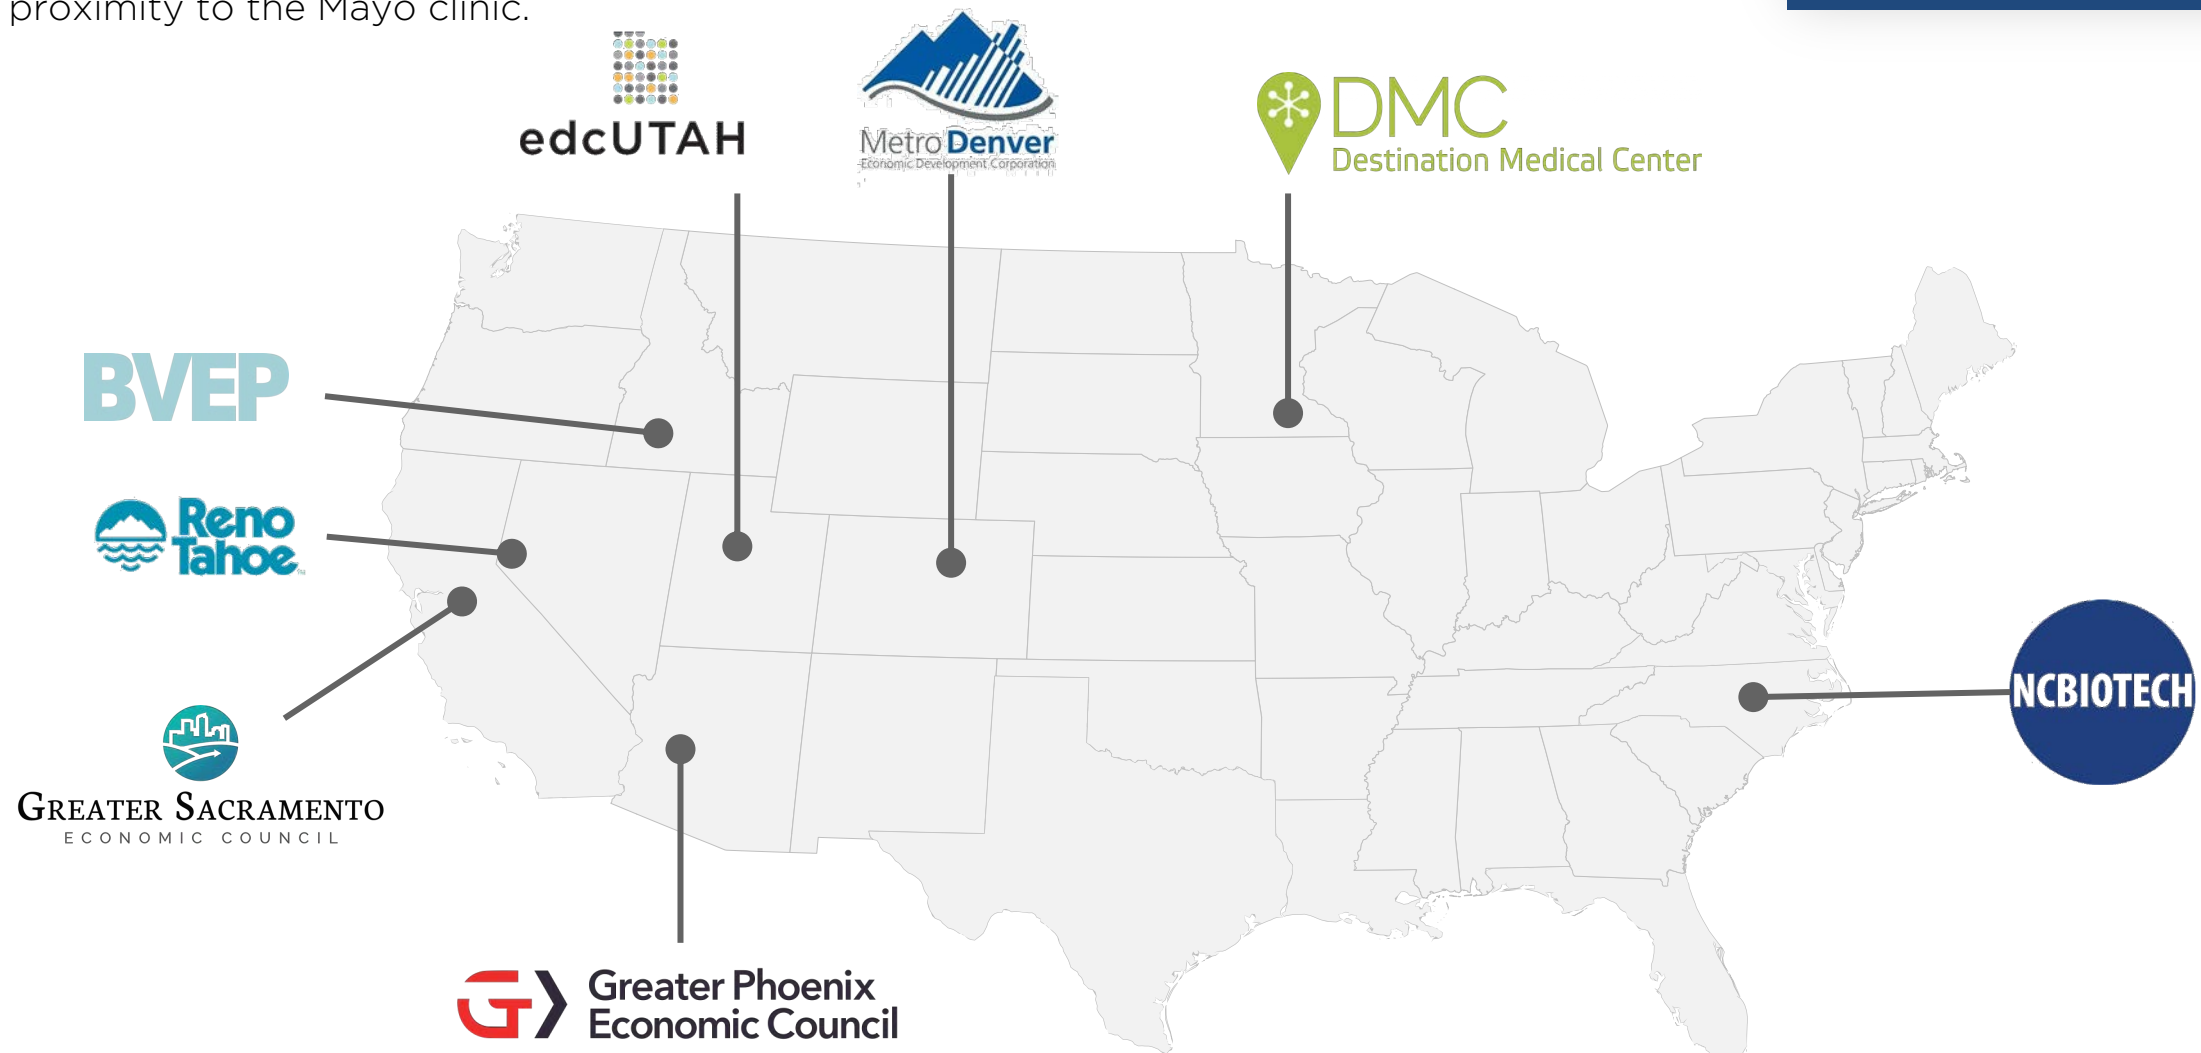 proximity to the Mayo clinic.
edcUTAH
Metro Denver
Economic Development Corporation
DMC
Destination Medical Center
BVEP
Reno
Tahoe
GREATER SACRAMENTO
ECONOMIC COUNCIL
NCBIOTECH
Greater Phoenix
Economic Council